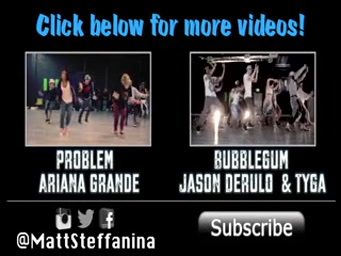 Click below for more videos!
PROBLEM
ARIANA GRANDE
BUBBLEGUM
JASON DERULO & TYGA
@MattSteffanina
Subscribe